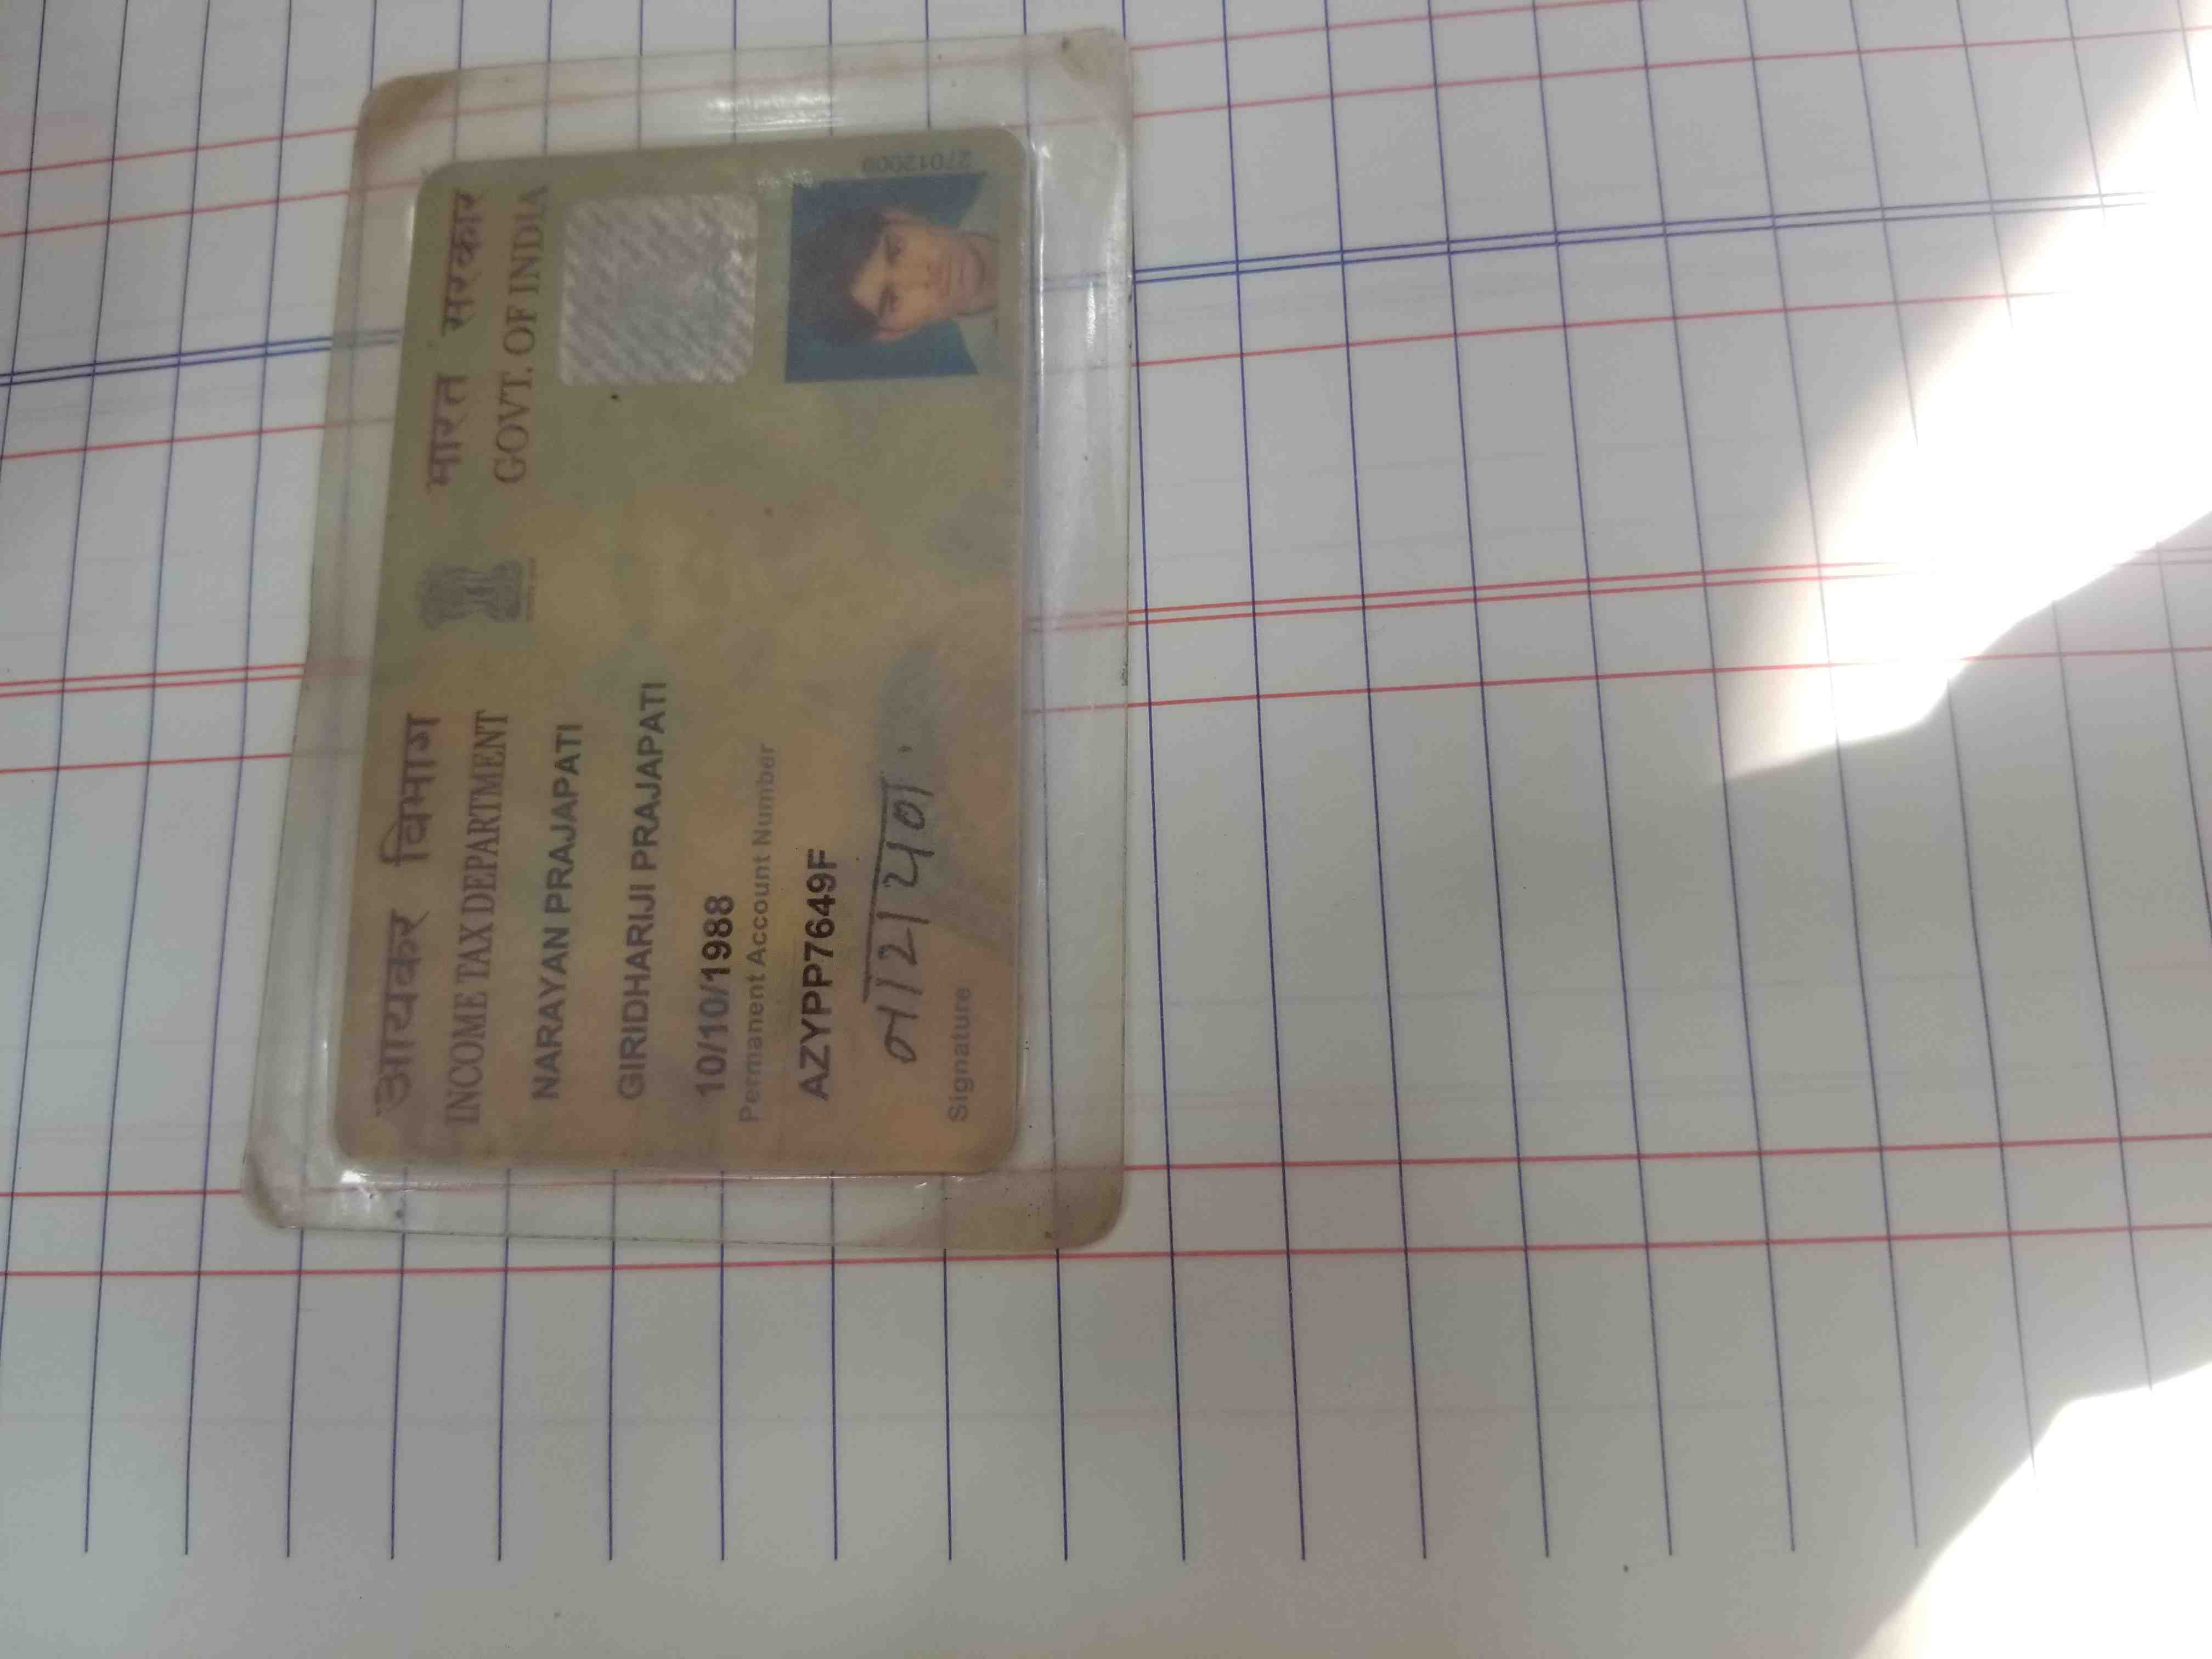 आयकर विभाग
INCOME TAX DEPARTMENT
भारत सरकार
GOVT. OF INDIA
NARAYAN PRAJAPATI
GIRIDHARIJI PRAJAPATI
10/10/1988
Permanent Account Number
AZYPP7649F
नारायण
Signature
27012009